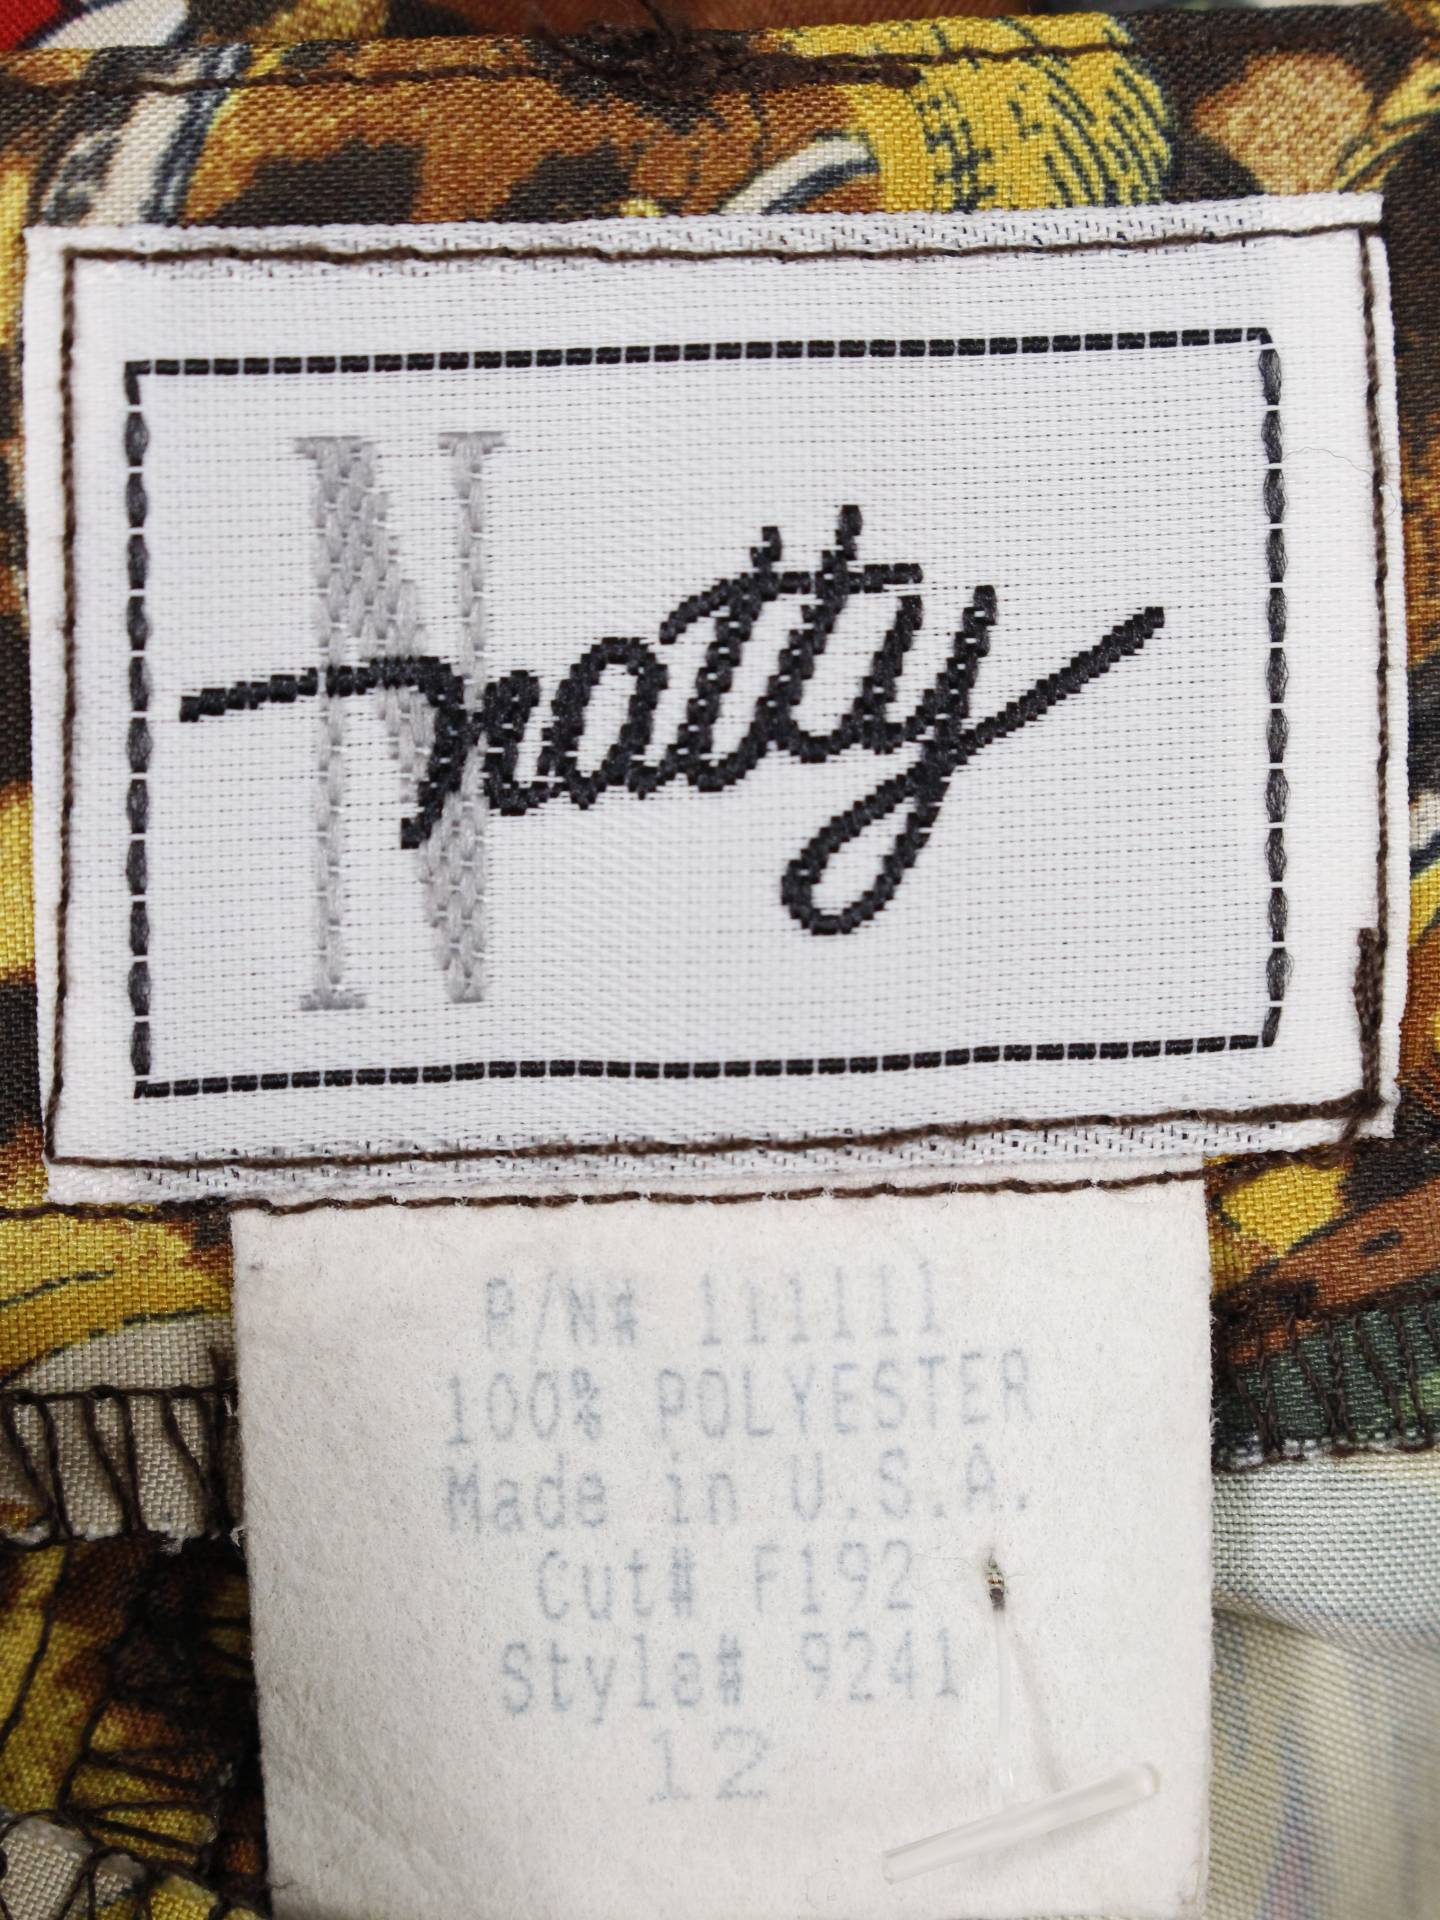 N
natty
R/N# 111111
100% POLYESTER
Made in U.S.A.
Cut# F192
Style# 9241
12